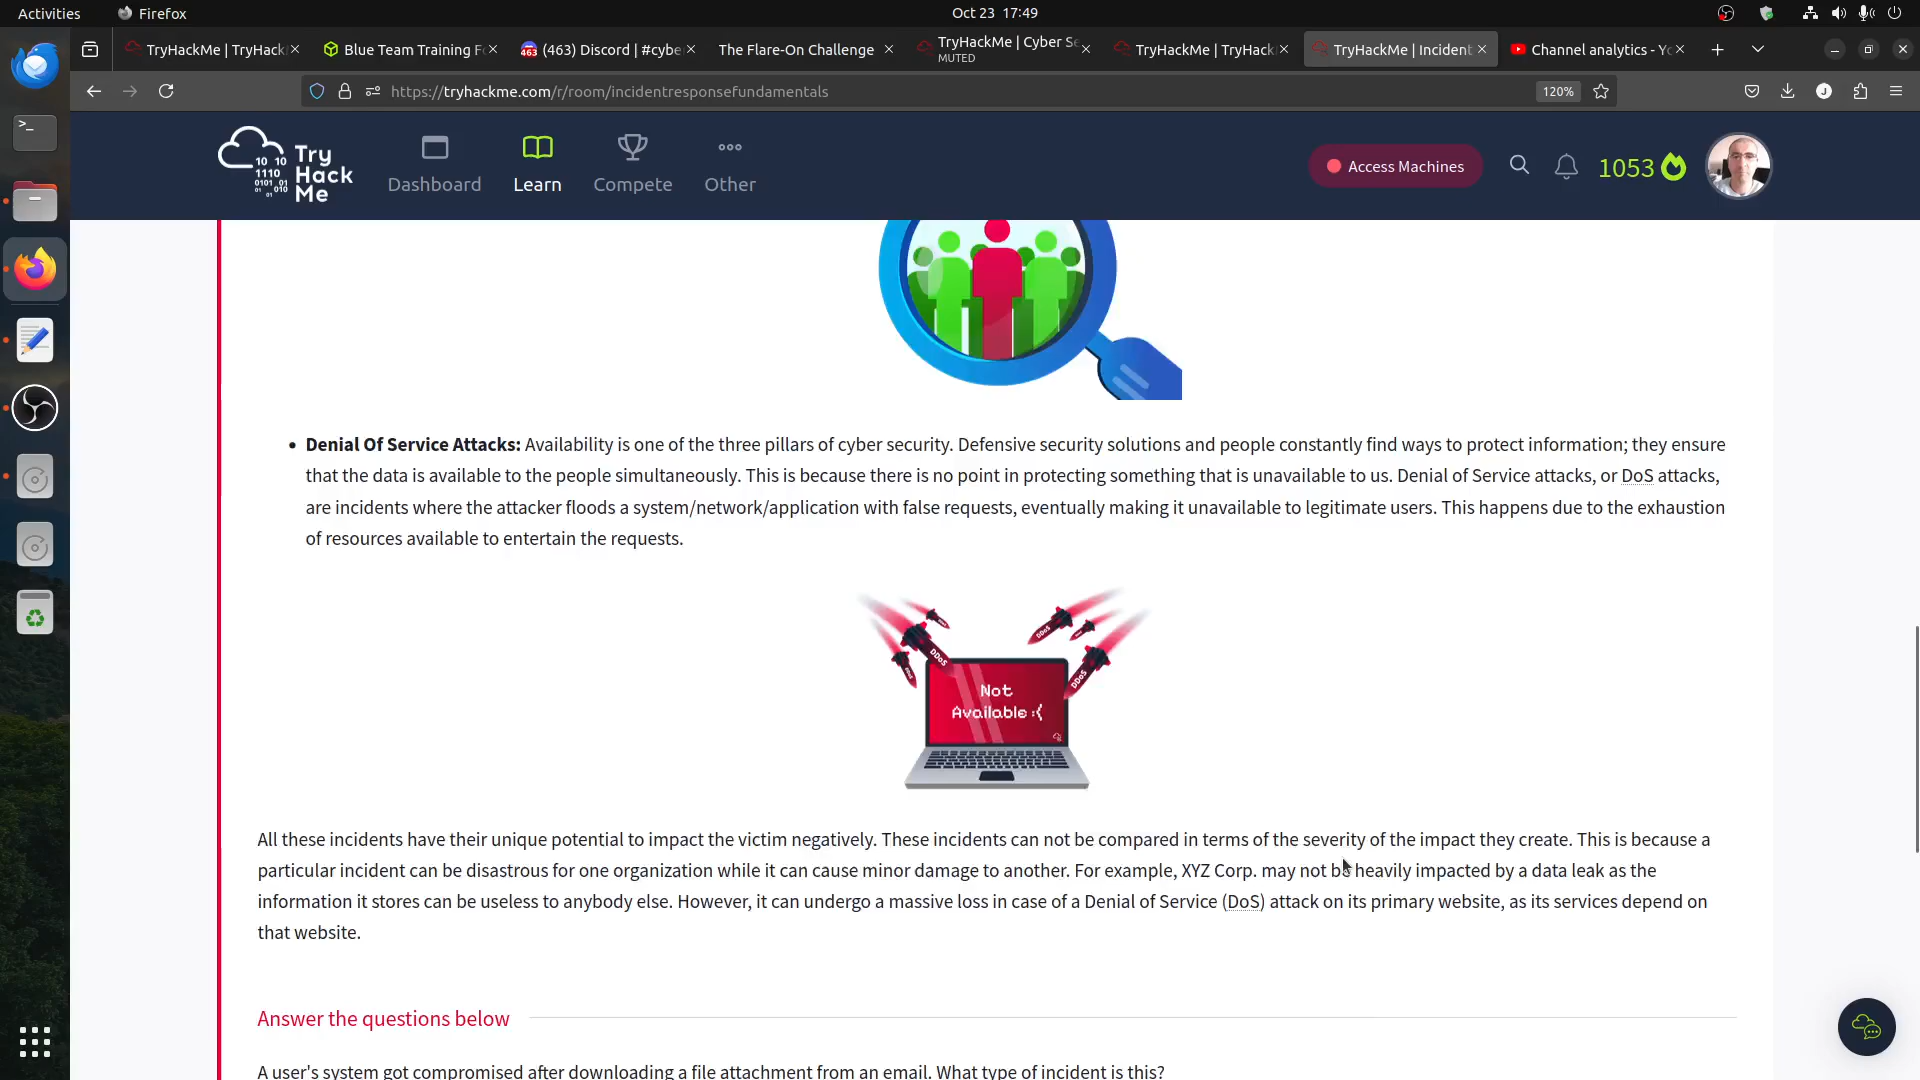 Activities Firefox Oct 23 17:49
TryHackMe | TryHack Blue Team Training Fo (463) Discord | #cybe The Flare-On Challenge TryHackMe | Cyber Se TryHackMe | TryHack TryHackMe | Incident Channel analytics - Yo
MUTED
https://tryhackme.com/r/room/incidentresponsefundamentals 120%
Try
Hack
Me
Dashboard Learn Compete Other
Access Machines 1053
Denial Of Service Attacks: Availability is one of the three pillars of cyber security. Defensive security solutions and people constantly find ways to protect information; they ensure
that the data is available to the people simultaneously. This is because there is no point in protecting something that is unavailable to us. Denial of Service attacks, or DoS attacks,
are incidents where the attacker floods a system/network/application with false requests, eventually making it unavailable to legitimate users. This happens due to the exhaustion
of resources available to entertain the requests.
DDoS DDoS DDoS
Not
Available :(
All these incidents have their unique potential to impact the victim negatively. These incidents can not be compared in terms of the severity of the impact they create. This is because a
particular incident can be disastrous for one organization while it can cause minor damage to another. For example, XYZ Corp. may not be heavily impacted by a data leak as the
information it stores can be useless to anybody else. However, it can undergo a massive loss in case of a Denial of Service (DoS) attack on its primary website, as its services depend on
that website.
Answer the questions below
A user's system got compromised after downloading a file attachment from an email. What type of incident is this?